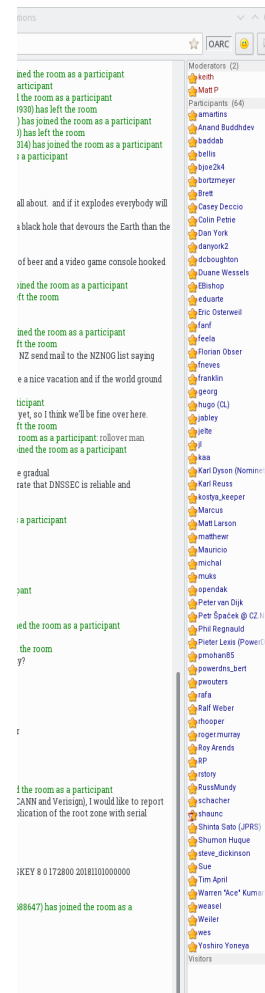 tions
OARC
ined the room as a participant
articipant
l the room as a participant
1930) has left the room
) has joined the room as a participant
)) has left the room
314) has joined the room as a participant
s a participant
all about. and if it explodes everybody will
a black hole that devours the Earth than the
of beer and a video game console hooked
oined the room as a participant
eft the room
ined the room as a participant
ft the room
NZ send mail to the NZNOG list saying
e a nice vacation and if the world ground
ticipant
yet, so I think we'll be fine over here.
ft the room
room as a participant: rollover man
oined the room as a participant
e gradual
rate that DNSSEC is reliable and
s a participant
pant
ned the room as a participant
the room
y?
r
d the room as a participant
CANN and Verisign), I would like to report
plication of the root zone with serial
SKEY 8 0 172800 20181101000000
688647) has joined the room as a
Moderators (2)
keith
Matt P
Participants (64)
amartins
Anand Buddhdev
baddab
bellis
bjoe2k4
bortzmeyer
Brett
Casey Deccio
Colin Petrie
Dan York
danyork2
dcboughton
Duane Wessels
EBishop
eduarte
Eric Osterweil
fanf
feela
Florian Obser
fneves
franklin
georg
hugo (CL)
jabley
jelte
jl
kaa
Karl Dyson (Nomine
Karl Reuss
kostya_keeper
Marcus
Matt Larson
matthewr
Mauricio
michal
muks
opendak
Peter van Dijk
Petr Špaček @ CZ.N
Phil Regnauld
Pieter Lexis (PowerD
pmohan85
powerdns_bert
pwouters
rafa
Ralf Weber
rhooper
roger.murray
Roy Arends
RP
rstory
RussMundy
schacher
shaunc
Shinta Sato (JPRS)
Shumon Huque
steve_dickinson
Sue
Tim April
Warren "Ace" Kumar
weasel
Weiler
wes
Yoshiro Yoneya
Visitors